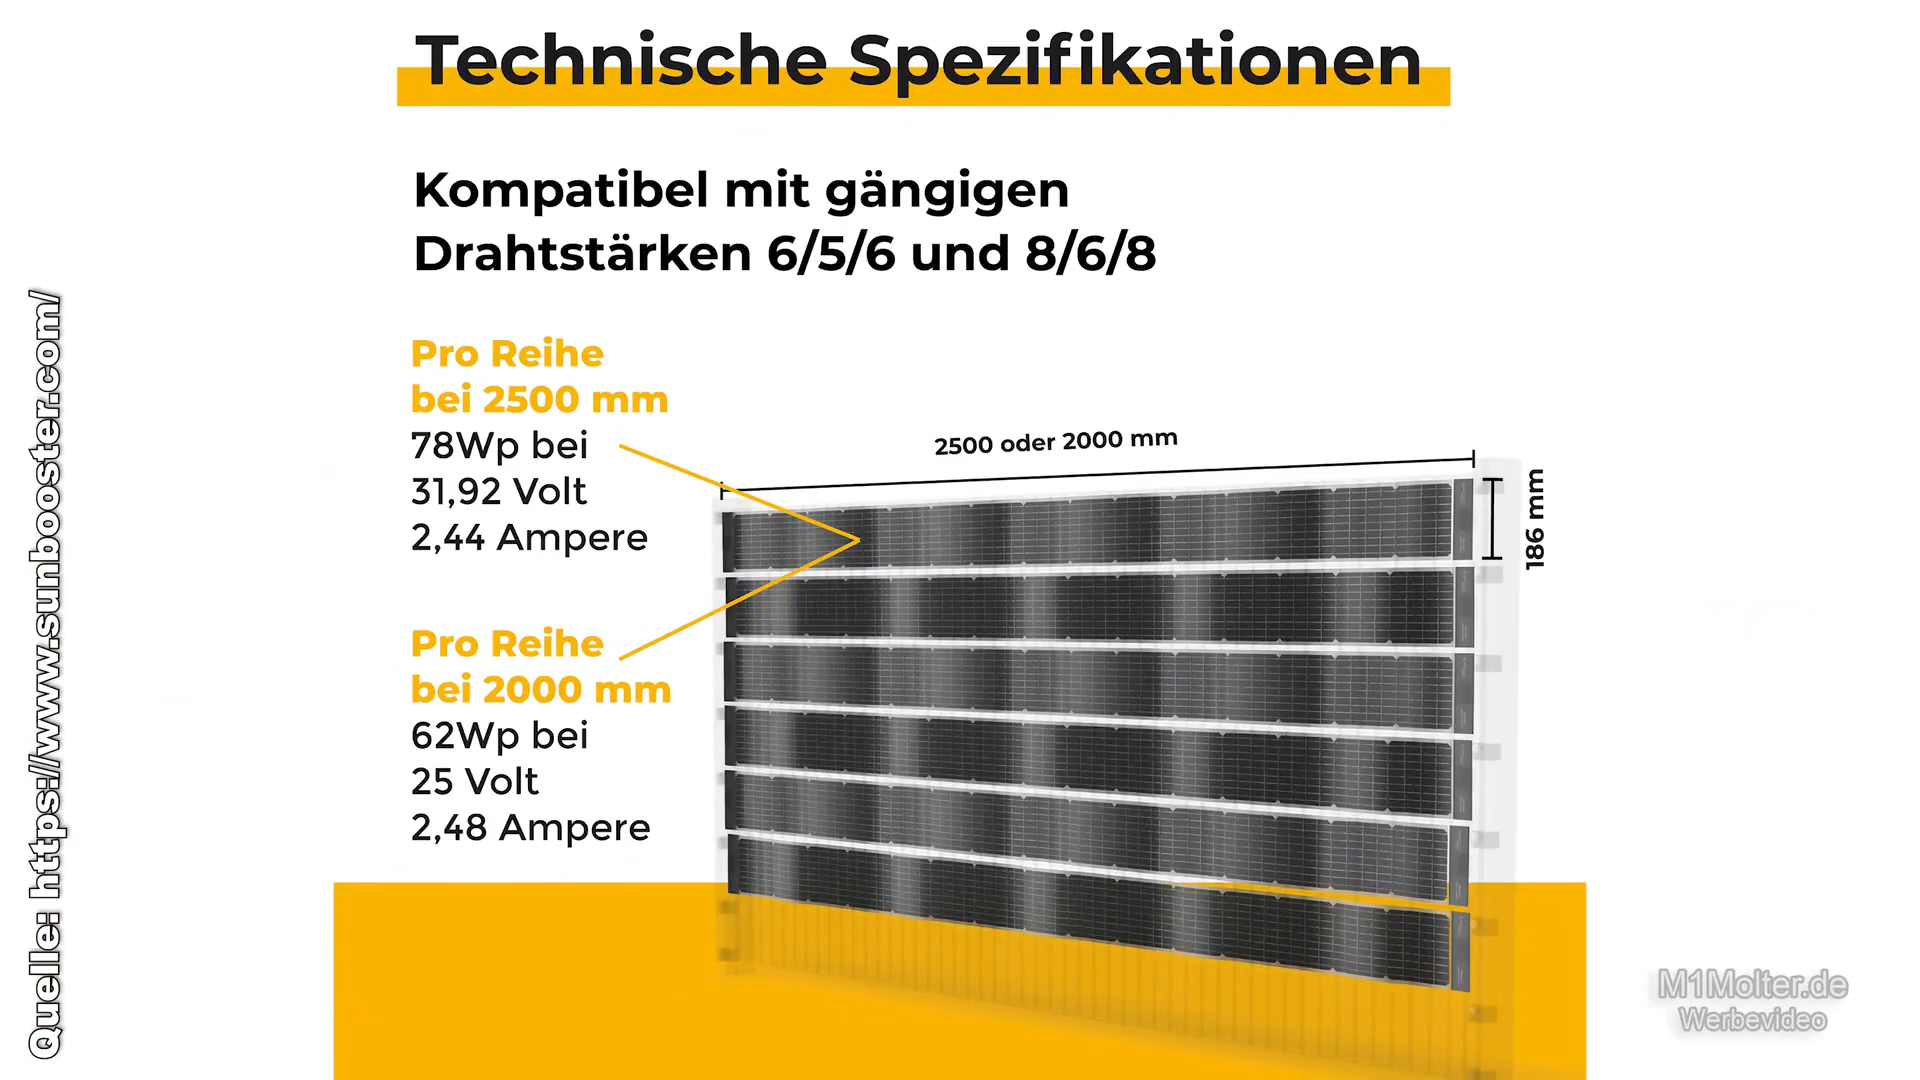 Technische Spezifikationen
Kompatibel mit gängigen
Drahtstärken 6/5/6 und 8/6/8
Pro Reihe
bei 2500 mm
78Wp bei
31,92 Volt
2,44 Ampere
Pro Reihe
bei 2000 mm
62Wp bei
25 Volt
2,48 Ampere
2500 oder 2000 mm
186 mm
Quelle: https://www.sunbooster.com/
M1Molter.de
Werbevideo